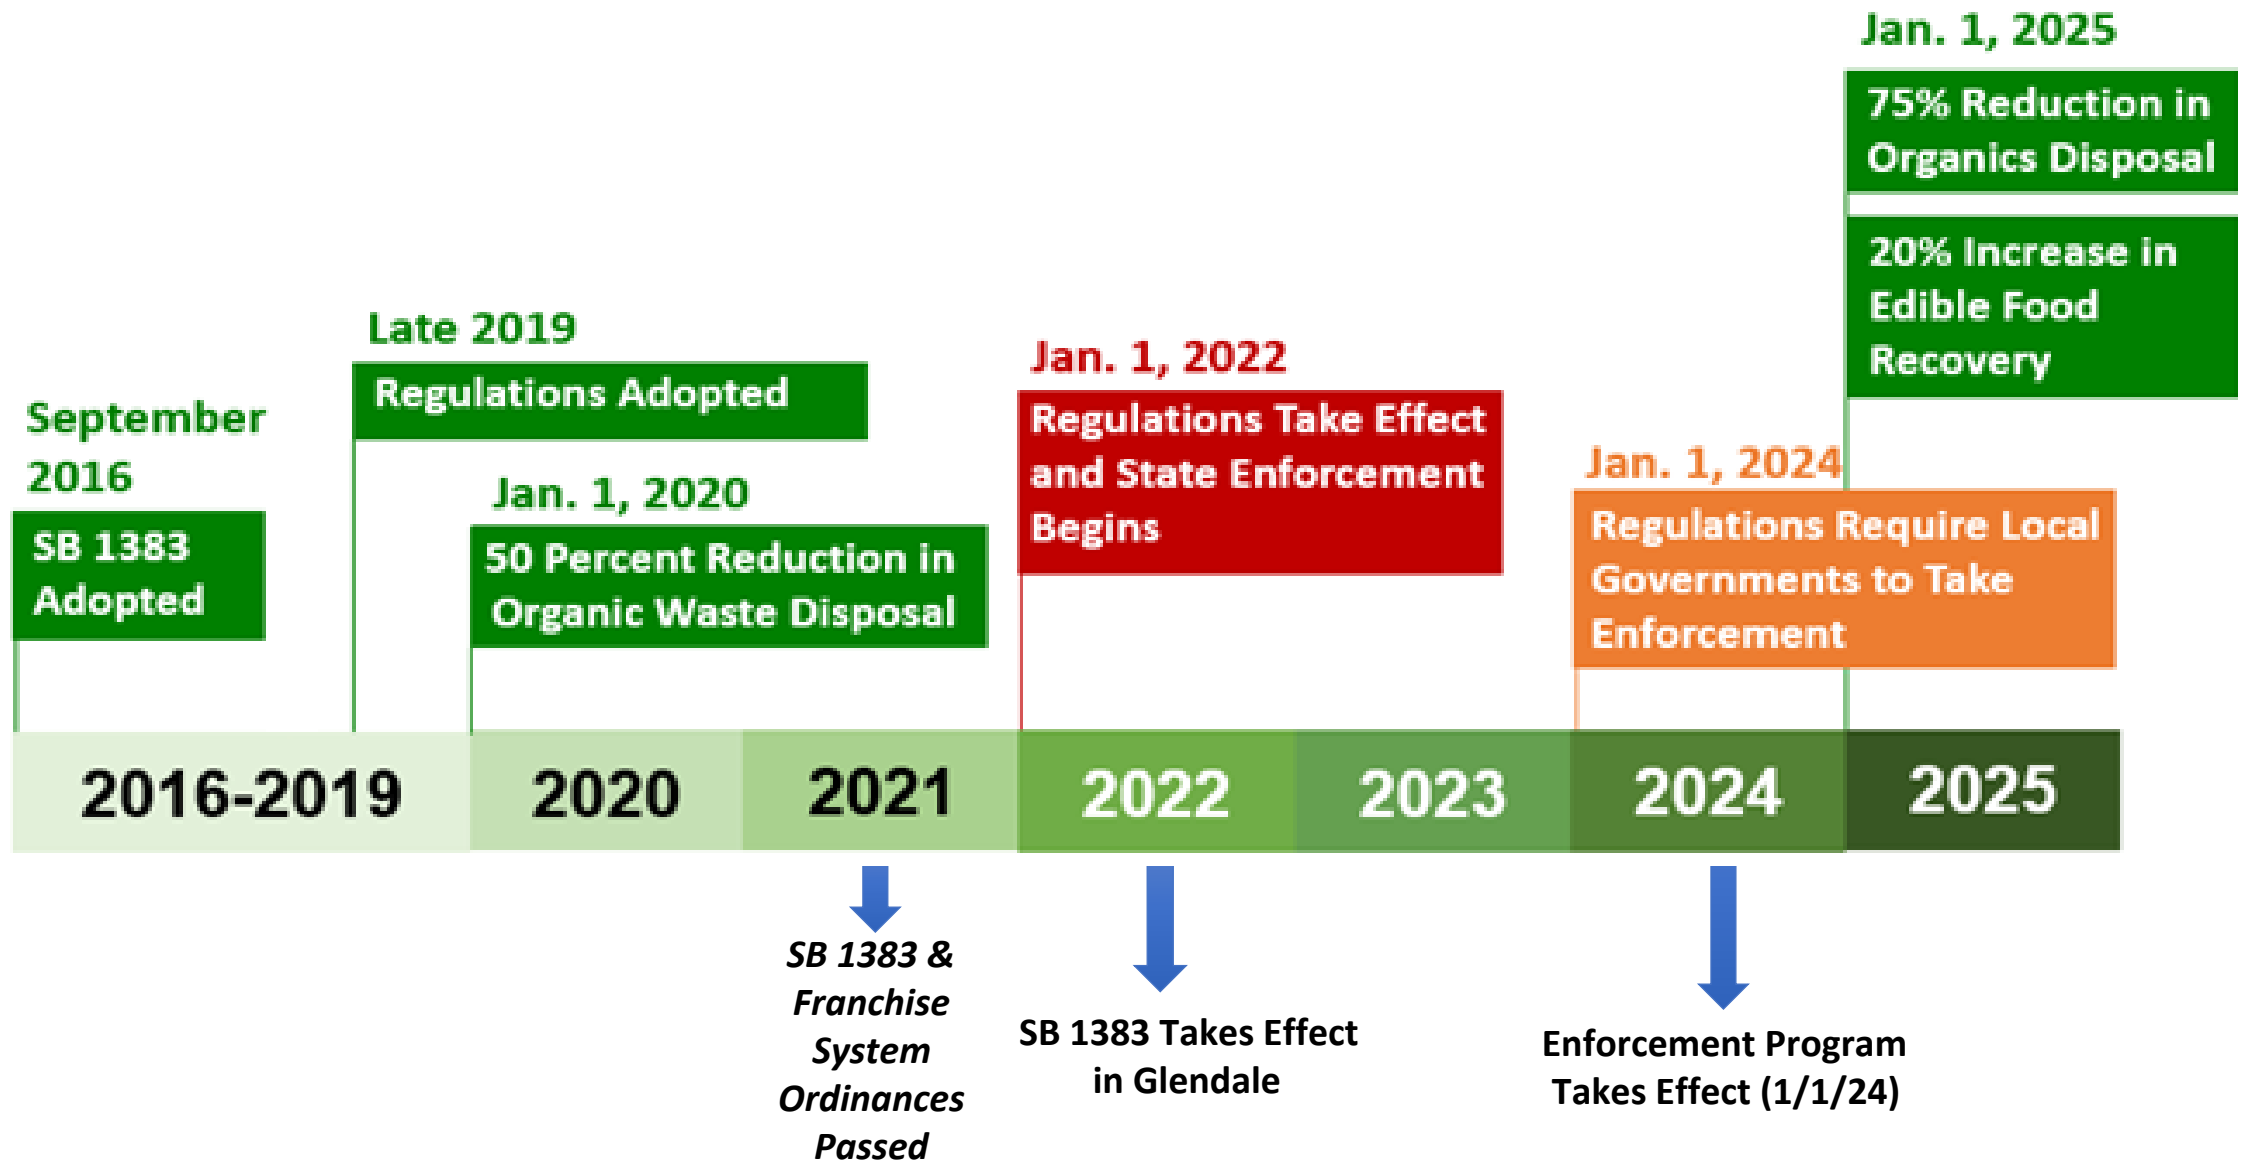 September
2016
SB 1383
Adopted
Late 2019
Regulations Adopted
Jan. 1, 2020
50 Percent Reduction in
Organic Waste Disposal
Jan. 1, 2022
Regulations Take Effect
and State Enforcement
Begins
Jan. 1, 2024
Regulations Require Local
Governments to Take
Enforcement
Jan. 1, 2025
75% Reduction in
Organics Disposal
20% Increase in
Edible Food
Recovery
2016-2019
2020
2021
2022
2023
2024
2025
SB 1383 &
Franchise
System
Ordinances
Passed
SB 1383 Takes Effect
in Glendale
Enforcement Program
Takes Effect (1/1/24)